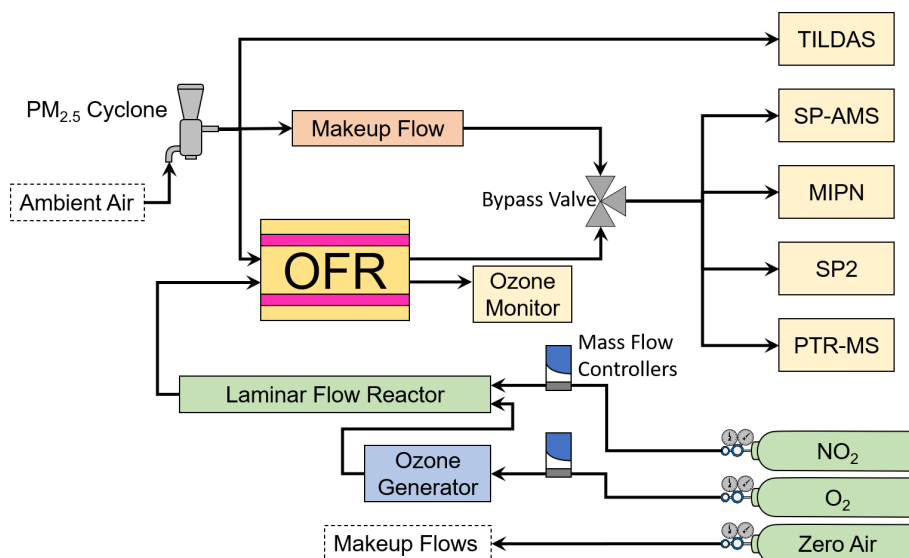 TILDAS
PM2.5 Cyclone
SP-AMS
Makeup Flow
Ambient Air
Bypass Valve
MIPN
OFR
SP2
Ozone
Monitor
Mass Flow
Controllers
PTR-MS
Laminar Flow Reactor
NO2
Ozone
Generator
O2
Makeup Flows
Zero Air